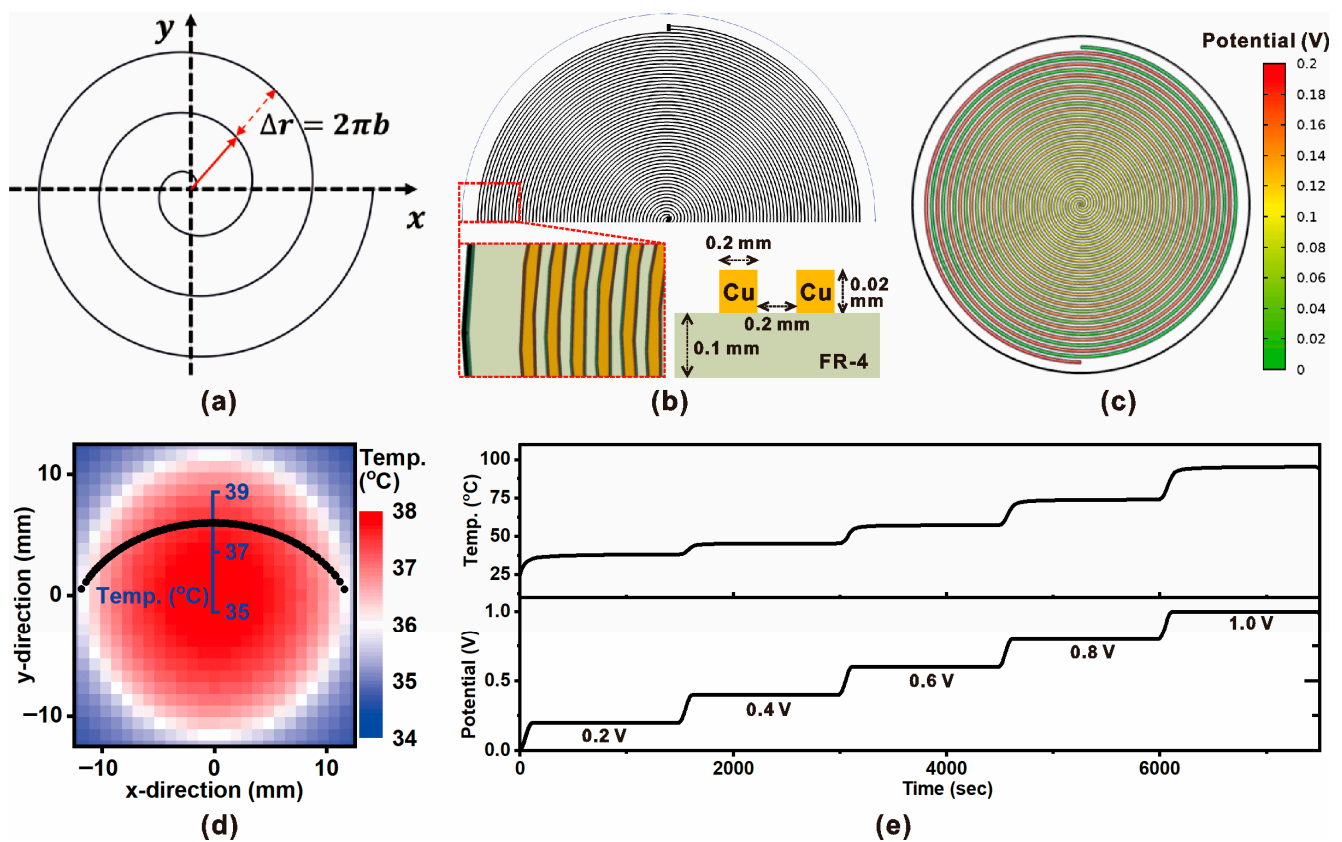 y
Δr = 2πb
x
(a)
0.2 mm
Cu
Cu
0.02
mm
0.2 mm
0.1 mm
FR-4
(b)
Potential (V)
0.2
0.18
0.16
0.14
0.12
0.1
0.08
0.06
0.04
0.02
0
(c)
y-direction (mm)
10
0
−10
39
37
Temp. (°C)
35
−10
0
10
x-direction (mm)
Temp.
(°C)
38
37
36
35
34
(d)
Temp. (°C)
100
75
50
25
Potential (V)
1.0
0.5
0.0
0.2 V
0.4 V
0.6 V
0.8 V
1.0 V
0
2000
4000
6000
Time (sec)
(e)